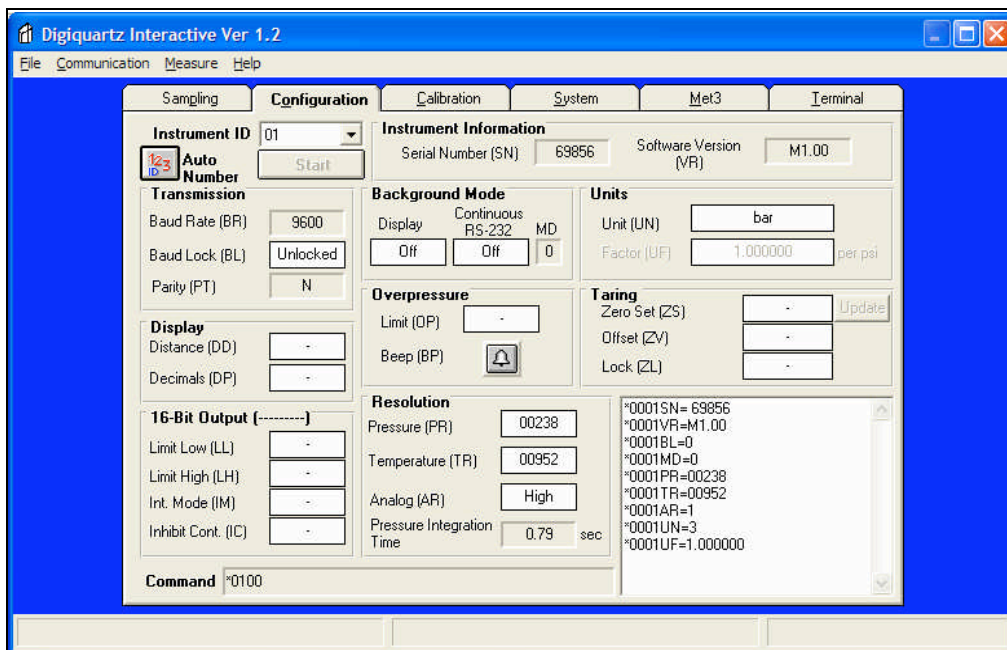 Digiquartz Interactive Ver 1.2
File Communication Measure Help
Sampling Configuration Calibration System Met3 Terminal
Instrument ID 01
123 ID Auto Number Start
Instrument Information
Serial Number (SN) 69856 Software Version (VR) M1.00
Transmission
Baud Rate (BR) 9600
Baud Lock (BL) Unlocked
Parity (PT) N
Background Mode
Display Continuous RS-232 MD
Off Off 0
Units
Unit (UN) bar
Factor (UF) 1.000000 per psi
Overpressure
Limit (OP) -
Beep (BP)
Taring
Zero Set (ZS) - Update
Offset (ZV) -
Lock (ZL) -
Display
Distance (DD) -
Decimals (DP) -
16-Bit Output (---------)
Limit Low (LL) -
Limit High (LH) -
Int. Mode (IM) -
Inhibit Cont. (IC) -
Resolution
Pressure (PR) 00238
Temperature (TR) 00952
Analog (AR) High
Pressure Integration Time 0.79 sec
*0001SN= 69856
*0001VR=M1.00
*0001BL=0
*0001MD=0
*0001PR=00238
*0001TR=00952
*0001AR=1
*0001UN=3
*0001UF=1.000000
Command *0100